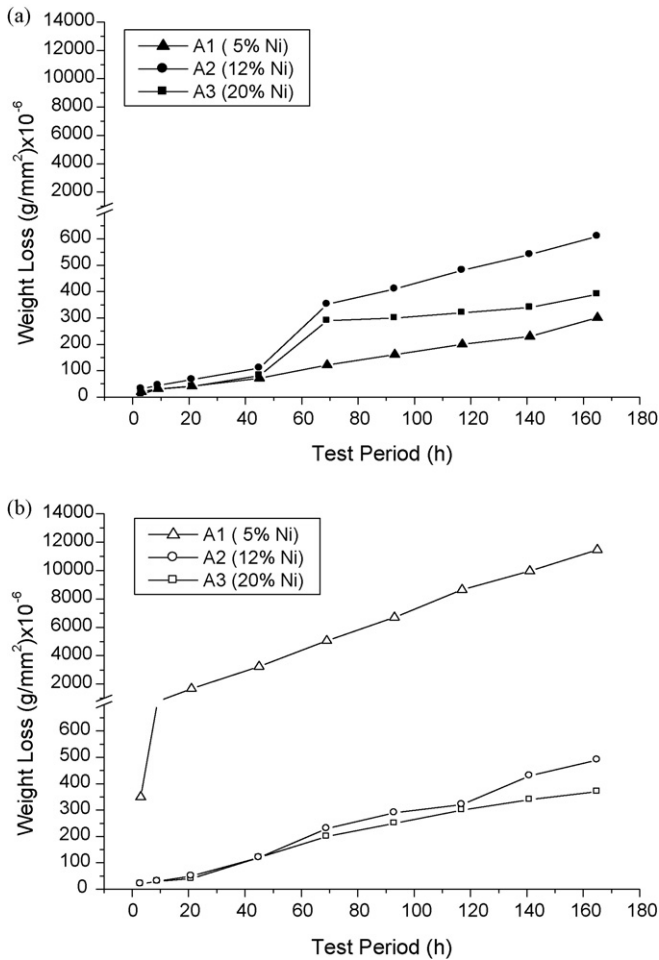 (a)
14000
12000
10000
8000
6000
4000
2000
600
500
400
300
200
100
0
Weight Loss (g/mm²)x10⁻⁶
A1 ( 5% Ni)
A2 (12% Ni)
A3 (20% Ni)
0 20 40 60 80 100 120 140 160 180
Test Period (h)
(b)
14000
12000
10000
8000
6000
4000
2000
600
500
400
300
200
100
0
Weight Loss (g/mm²)x10⁻⁶
A1 ( 5% Ni)
A2 (12% Ni)
A3 (20% Ni)
0 20 40 60 80 100 120 140 160 180
Test Period (h)